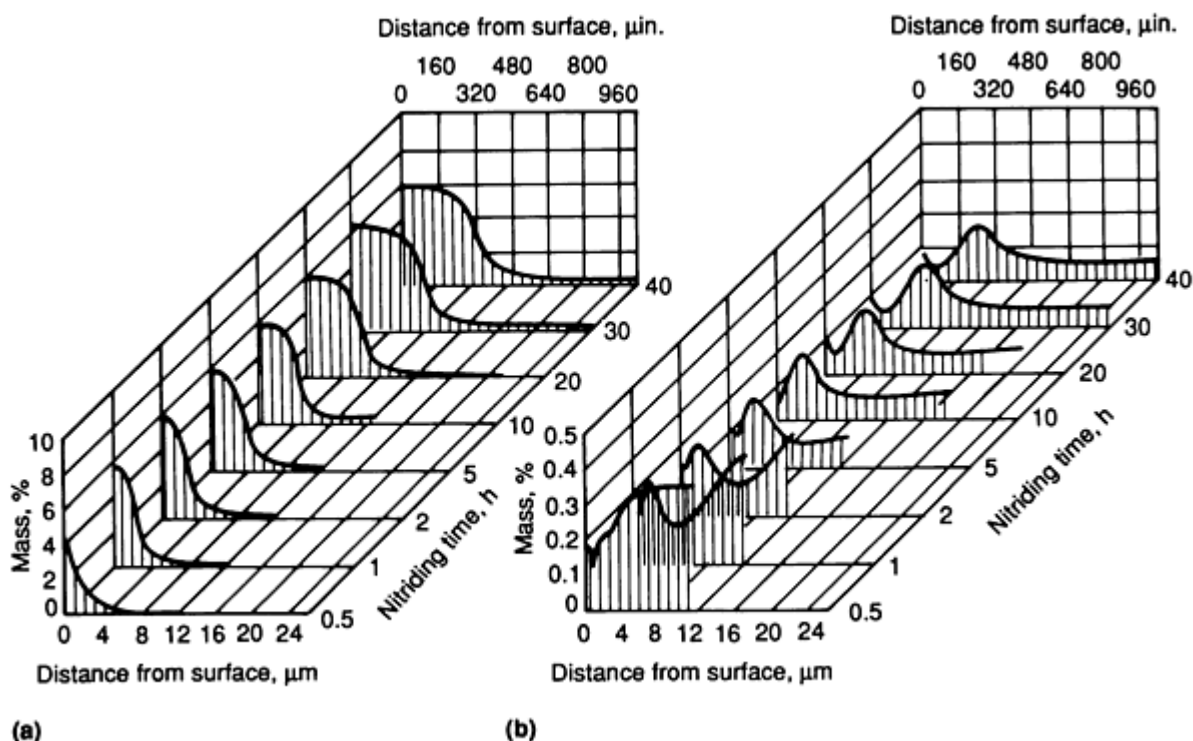 Distance from surface, μin.
160 480 800
0 320 640 960
10
8
6
4
2
0
Mass, %
0 4 8 12 16 20 24
Distance from surface, μm
0.5
1
2
5
10
20
30
40
Nitriding time, h
(a)
Distance from surface, μin.
160 480 800
0 320 640 960
0.5
0.4
0.3
0.2
0.1
0
Mass, %
0 4 8 12 16 20 24
Distance from surface, μm
0.5
1
2
5
10
20
30
40
Nitriding time, h
(b)